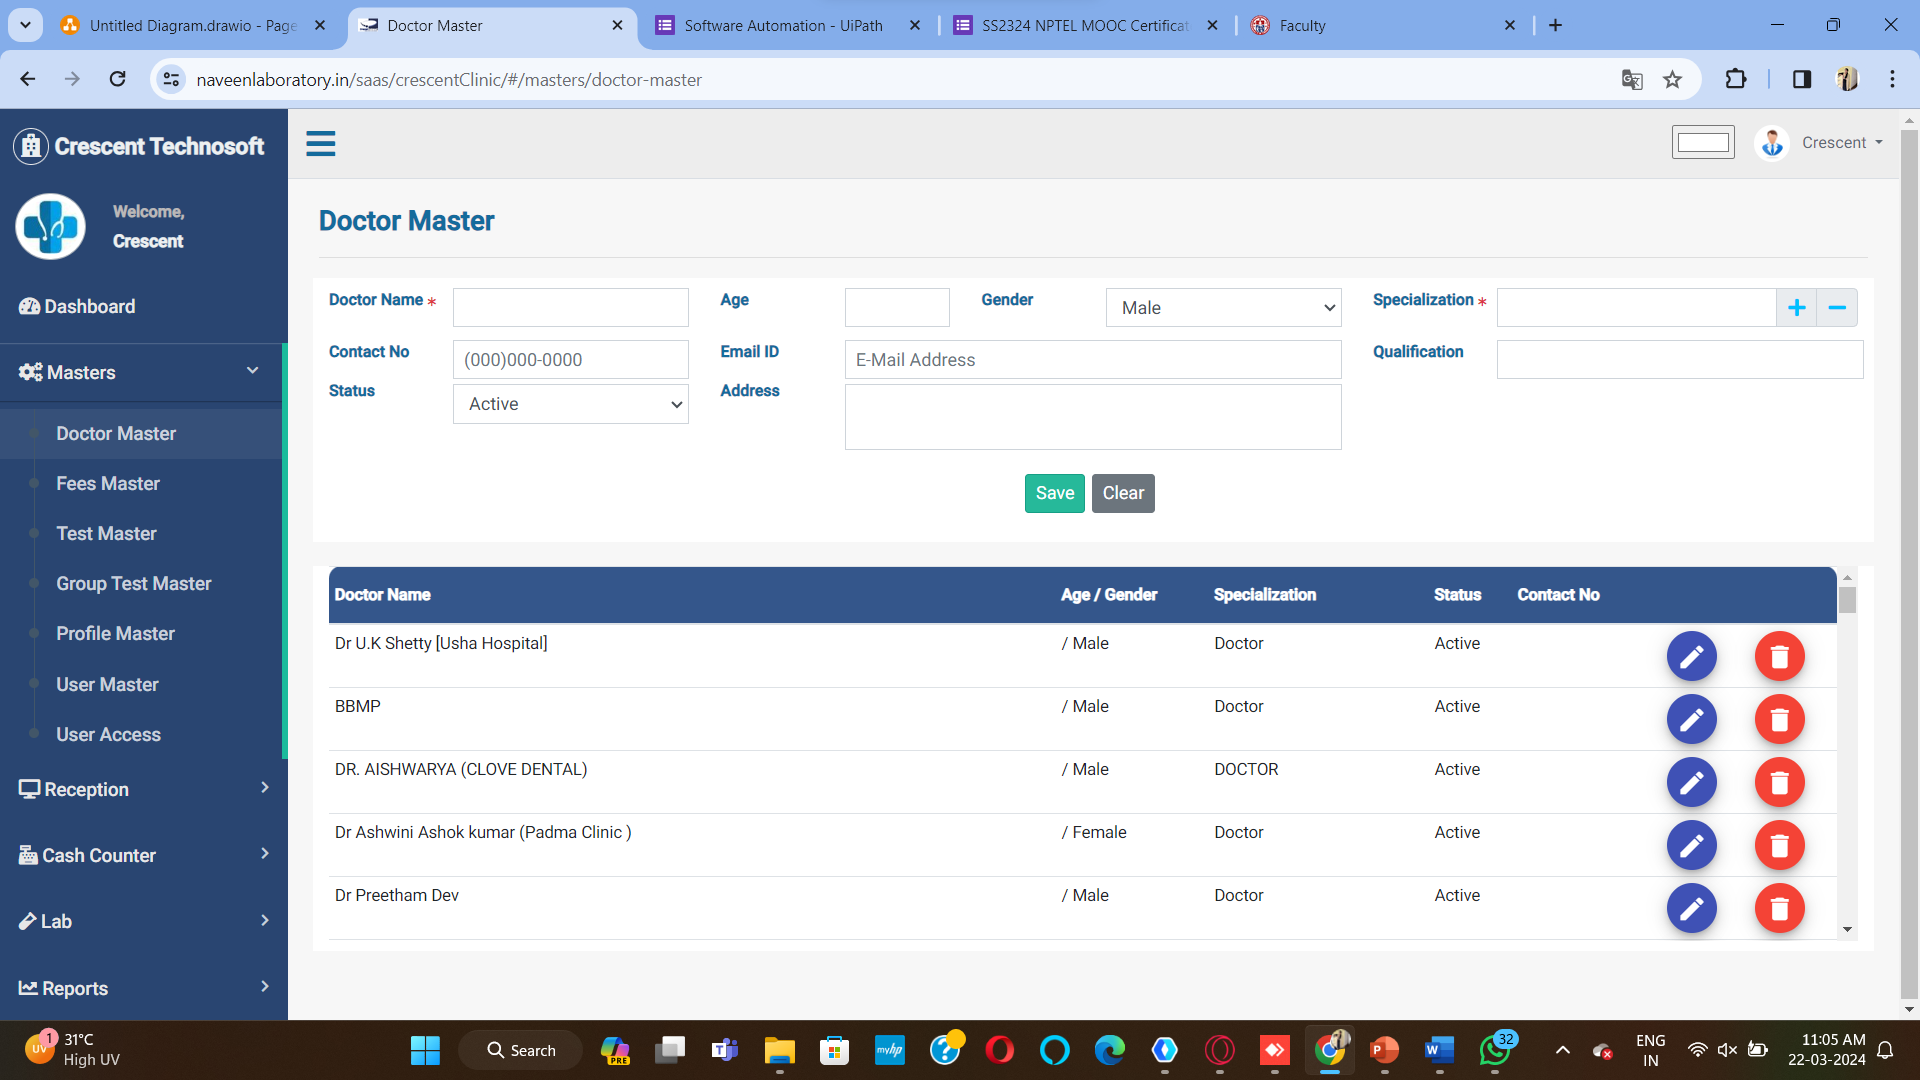 Untitled Diagram.drawio - Page
Doctor Master
Software Automation - UiPath
SS2324 NPTEL MOOC Certificat
Faculty
naveenlaboratory.in/saas/crescentClinic/#/masters/doctor-master
Crescent Technosoft
Welcome,
Crescent
Dashboard
Masters
Doctor Master
Fees Master
Test Master
Group Test Master
Profile Master
User Master
User Access
Reception
Cash Counter
Lab
Reports
Crescent
Doctor Master
Doctor Name *
Age
Gender
Male
Specialization *
Contact No
(000)000-0000
Email ID
E-Mail Address
Qualification
Status
Active
Address
Save
Clear
Doctor Name
Age / Gender
Specialization
Status
Contact No
Dr U.K Shetty [Usha Hospital]
/ Male
Doctor
Active
BBMP
/ Male
Doctor
Active
DR. AISHWARYA (CLOVE DENTAL)
/ Male
DOCTOR
Active
Dr Ashwini Ashok kumar (Padma Clinic )
/ Female
Doctor
Active
Dr Preetham Dev
/ Male
Doctor
Active
UV
1
31°C
High UV
Search
PRE
myhp
32
ENG
IN
11:05 AM
22-03-2024